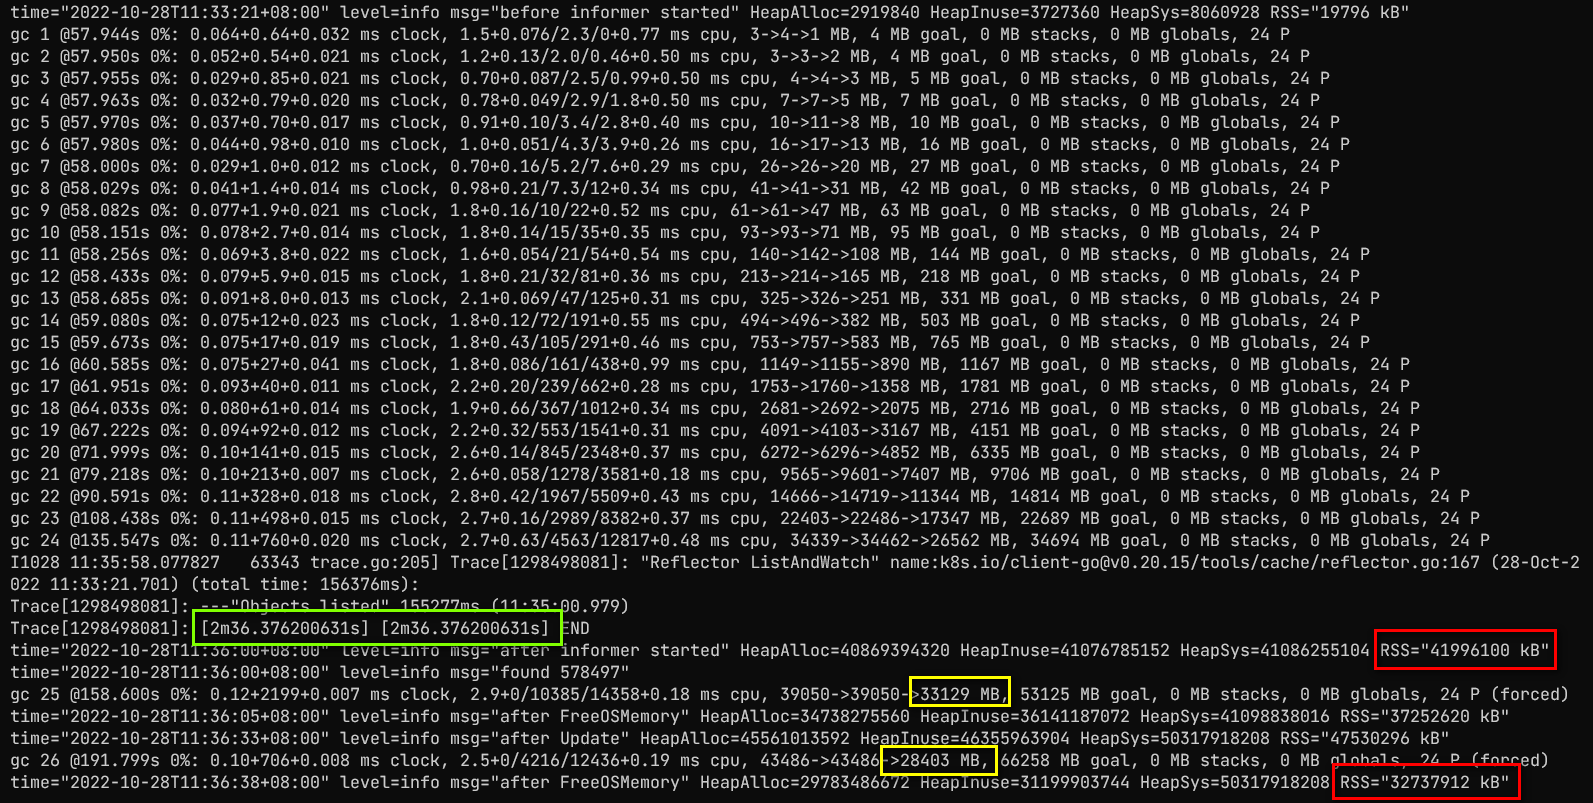 time="2022-10-28T11:33:21+08:00" level=info msg="before informer started" HeapAlloc=2919840 HeapInuse=3727360 HeapSys=8060928 RSS="19796 kB"
gc 1 @57.944s 0%: 0.064+0.64+0.032 ms clock, 1.5+0.076/2.3/0+0.77 ms cpu, 3->4->1 MB, 4 MB goal, 0 MB stacks, 0 MB globals, 24 P
gc 2 @57.950s 0%: 0.052+0.54+0.021 ms clock, 1.2+0.13/2.0/0.46+0.50 ms cpu, 3->3->2 MB, 4 MB goal, 0 MB stacks, 0 MB globals, 24 P
gc 3 @57.955s 0%: 0.029+0.85+0.021 ms clock, 0.70+0.087/2.5/0.99+0.50 ms cpu, 4->4->3 MB, 5 MB goal, 0 MB stacks, 0 MB globals, 24 P
gc 4 @57.963s 0%: 0.032+0.79+0.020 ms clock, 0.78+0.049/2.9/1.8+0.50 ms cpu, 7->7->5 MB, 7 MB goal, 0 MB stacks, 0 MB globals, 24 P
gc 5 @57.970s 0%: 0.037+0.70+0.017 ms clock, 0.91+0.10/3.4/2.8+0.40 ms cpu, 10->11->8 MB, 10 MB goal, 0 MB stacks, 0 MB globals, 24 P
gc 6 @57.980s 0%: 0.044+0.98+0.010 ms clock, 1.0+0.051/4.3/3.9+0.26 ms cpu, 16->17->13 MB, 16 MB goal, 0 MB stacks, 0 MB globals, 24 P
gc 7 @58.000s 0%: 0.029+1.0+0.012 ms clock, 0.70+0.16/5.2/7.6+0.29 ms cpu, 26->26->20 MB, 27 MB goal, 0 MB stacks, 0 MB globals, 24 P
gc 8 @58.029s 0%: 0.041+1.4+0.014 ms clock, 0.98+0.21/7.3/12+0.34 ms cpu, 41->41->31 MB, 42 MB goal, 0 MB stacks, 0 MB globals, 24 P
gc 9 @58.082s 0%: 0.077+1.9+0.021 ms clock, 1.8+0.16/10/22+0.52 ms cpu, 61->61->47 MB, 63 MB goal, 0 MB stacks, 0 MB globals, 24 P
gc 10 @58.151s 0%: 0.078+2.7+0.014 ms clock, 1.8+0.14/15/35+0.35 ms cpu, 93->93->71 MB, 95 MB goal, 0 MB stacks, 0 MB globals, 24 P
gc 11 @58.256s 0%: 0.069+3.8+0.022 ms clock, 1.6+0.054/21/54+0.54 ms cpu, 140->142->108 MB, 144 MB goal, 0 MB stacks, 0 MB globals, 24 P
gc 12 @58.433s 0%: 0.079+5.9+0.015 ms clock, 1.8+0.21/32/81+0.36 ms cpu, 213->214->165 MB, 218 MB goal, 0 MB stacks, 0 MB globals, 24 P
gc 13 @58.685s 0%: 0.091+8.0+0.013 ms clock, 2.1+0.069/47/125+0.31 ms cpu, 325->326->251 MB, 331 MB goal, 0 MB stacks, 0 MB globals, 24 P
gc 14 @59.080s 0%: 0.075+12+0.023 ms clock, 1.8+0.12/72/191+0.55 ms cpu, 494->496->382 MB, 503 MB goal, 0 MB stacks, 0 MB globals, 24 P
gc 15 @59.673s 0%: 0.075+17+0.019 ms clock, 1.8+0.43/105/291+0.46 ms cpu, 753->757->583 MB, 765 MB goal, 0 MB stacks, 0 MB globals, 24 P
gc 16 @60.585s 0%: 0.075+27+0.041 ms clock, 1.8+0.086/161/438+0.99 ms cpu, 1149->1155->890 MB, 1167 MB goal, 0 MB stacks, 0 MB globals, 24 P
gc 17 @61.951s 0%: 0.093+40+0.011 ms clock, 2.2+0.20/239/662+0.28 ms cpu, 1753->1760->1358 MB, 1781 MB goal, 0 MB stacks, 0 MB globals, 24 P
gc 18 @64.033s 0%: 0.080+61+0.014 ms clock, 1.9+0.66/367/1012+0.34 ms cpu, 2681->2692->2075 MB, 2716 MB goal, 0 MB stacks, 0 MB globals, 24 P
gc 19 @67.222s 0%: 0.094+92+0.012 ms clock, 2.2+0.32/553/1541+0.31 ms cpu, 4091->4103->3167 MB, 4151 MB goal, 0 MB stacks, 0 MB globals, 24 P
gc 20 @71.999s 0%: 0.10+141+0.015 ms clock, 2.6+0.14/845/2348+0.37 ms cpu, 6272->6296->4852 MB, 6335 MB goal, 0 MB stacks, 0 MB globals, 24 P
gc 21 @79.218s 0%: 0.10+213+0.007 ms clock, 2.6+0.058/1278/3581+0.18 ms cpu, 9565->9601->7407 MB, 9706 MB goal, 0 MB stacks, 0 MB globals, 24 P
gc 22 @90.591s 0%: 0.11+328+0.018 ms clock, 2.8+0.42/1967/5509+0.43 ms cpu, 14666->14719->11344 MB, 14814 MB goal, 0 MB stacks, 0 MB globals, 24 P
gc 23 @108.438s 0%: 0.11+498+0.015 ms clock, 2.7+0.16/2989/8382+0.37 ms cpu, 22403->22486->17347 MB, 22689 MB goal, 0 MB stacks, 0 MB globals, 24 P
gc 24 @135.547s 0%: 0.11+760+0.020 ms clock, 2.7+0.63/4563/12817+0.48 ms cpu, 34339->34462->26562 MB, 34694 MB goal, 0 MB stacks, 0 MB globals, 24 P
I1028 11:35:58.077827   63343 trace.go:205] Trace[1298498081]: "Reflector ListAndWatch" name:k8s.io/client-go@v0.20.15/tools/cache/reflector.go:167 (28-Oct-2
022 11:33:21.701) (total time: 156376ms):
Trace[1298498081]: ---"Objects listed" 155277ms (11:35:00.979)
Trace[1298498081]: [2m36.376200631s] [2m36.376200631s] END
time="2022-10-28T11:36:00+08:00" level=info msg="after informer started" HeapAlloc=40869394320 HeapInuse=41076785152 HeapSys=41086255104 RSS="41996100 kB"
time="2022-10-28T11:36:00+08:00" level=info msg="found 578497"
gc 25 @158.600s 0%: 0.12+2199+0.007 ms clock, 2.9+0/10385/14358+0.18 ms cpu, 39050->39050->33129 MB, 53125 MB goal, 0 MB stacks, 0 MB globals, 24 P (forced)
time="2022-10-28T11:36:05+08:00" level=info msg="after FreeOSMemory" HeapAlloc=34738275560 HeapInuse=36141187072 HeapSys=41098838016 RSS="37252620 kB"
time="2022-10-28T11:36:33+08:00" level=info msg="after Update" HeapAlloc=45561013592 HeapInuse=46355963904 HeapSys=50317918208 RSS="47530296 kB"
gc 26 @191.799s 0%: 0.10+706+0.008 ms clock, 2.5+0/4216/12436+0.19 ms cpu, 43486->43486->28403 MB, 66258 MB goal, 0 MB stacks, 0 MB globals, 24 P (forced)
time="2022-10-28T11:36:38+08:00" level=info msg="after FreeOSMemory" HeapAlloc=29783486672 HeapInuse=31199903744 HeapSys=50317918208 RSS="32737912 kB"